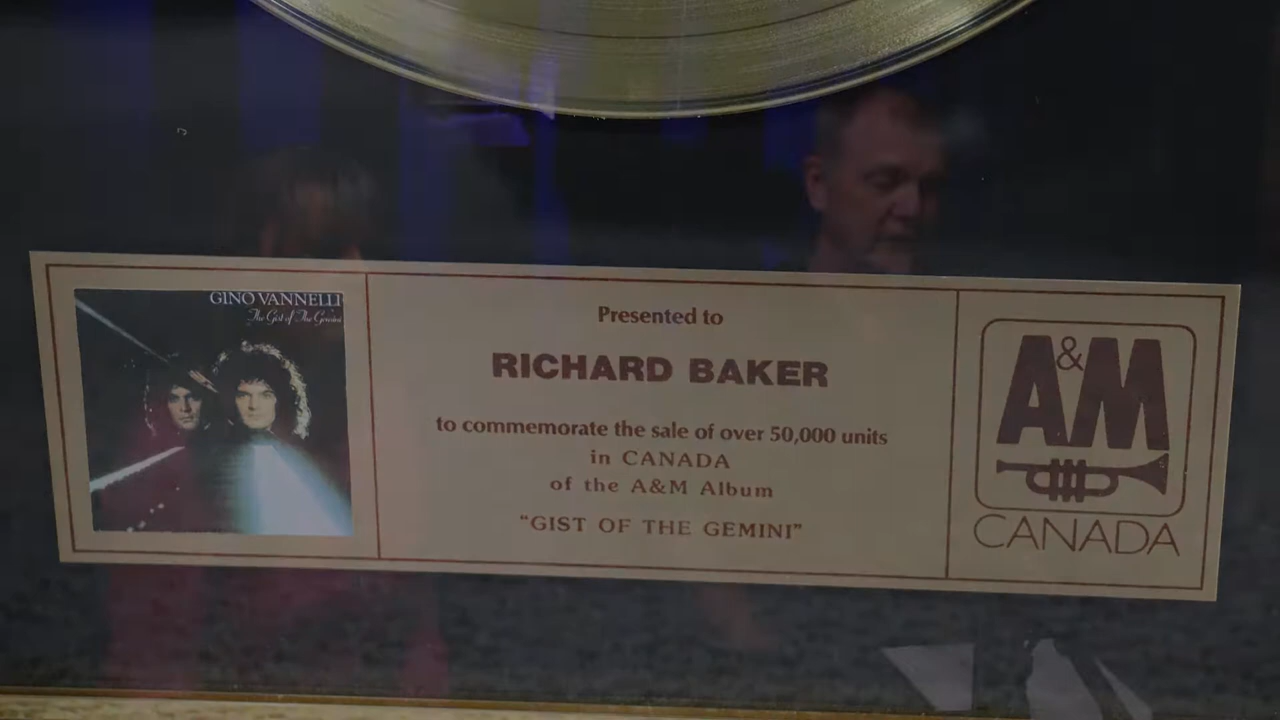 GINO VANNELLI
The Gist of The Gemini
Presented to
RICHARD BAKER
to commemorate the sale of over 50,000 units
in CANADA
of the A&M Album
"GIST OF THE GEMINI"
A&M
CANADA